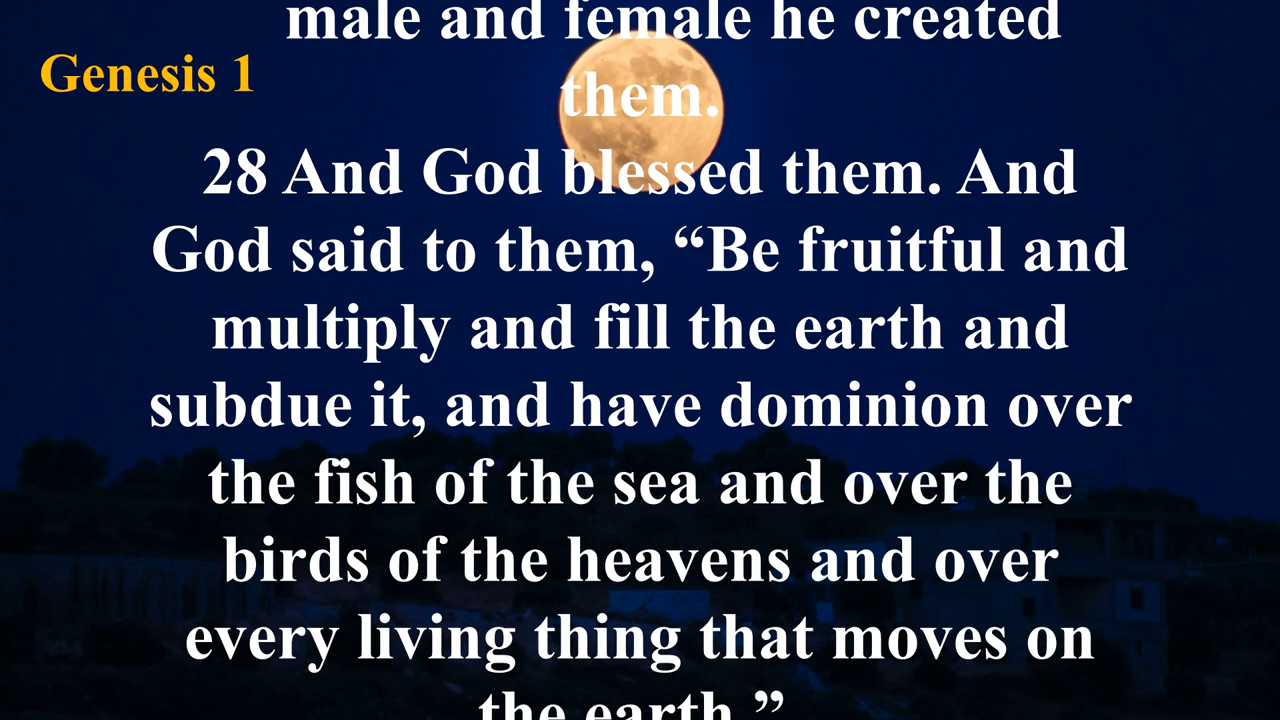 male and female he created
Genesis 1
them.
28 And God blessed them. And
God said to them, “Be fruitful and
multiply and fill the earth and
subdue it, and have dominion over
the fish of the sea and over the
birds of the heavens and over
every living thing that moves on
the earth.”